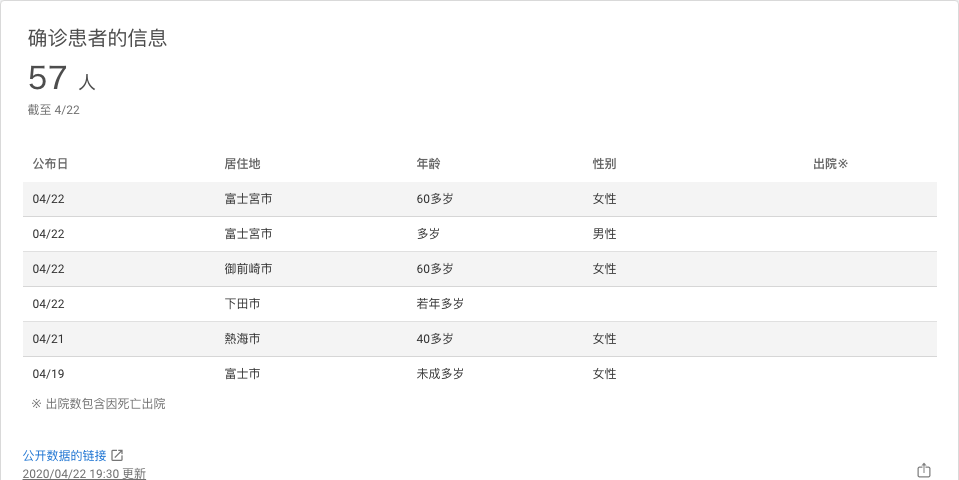 确诊患者的信息
57 人
截至 4/22
公布日 居住地 年龄 性别 出院※
04/22 富士宮市 60多岁 女性
04/22 富士宮市 多岁 男性
04/22 御前崎市 60多岁 女性
04/22 下田市 若年多岁
04/21 熱海市 40多岁 女性
04/19 富士市 未成多岁 女性
※ 出院数包含因死亡出院
公开数据的链接
2020/04/22 19:30 更新